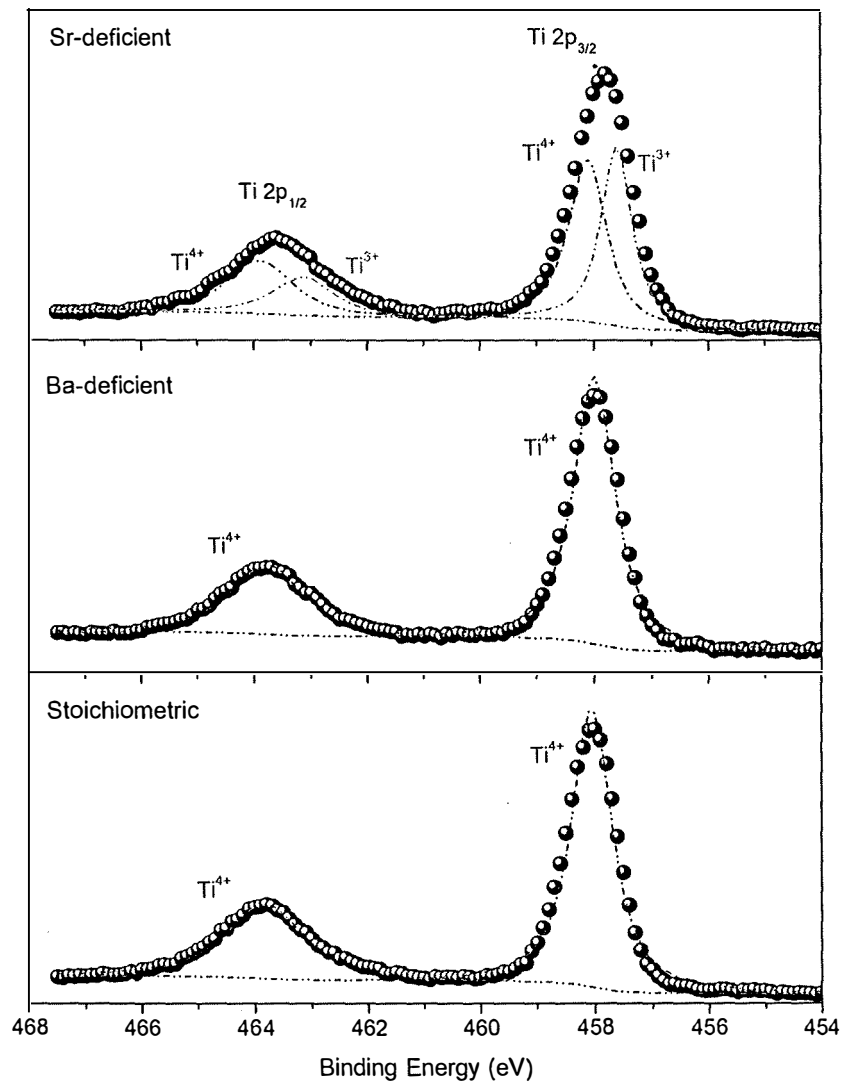 Sr-deficient
Ti 2p3/2
Ti4+
Ti3+
Ti 2p1/2
Ti4+
Ti3+
Ba-deficient
Ti4+
Ti4+
Stoichiometric
Ti4+
Ti4+
468 466 464 462 460 458 456 454
Binding Energy (eV)